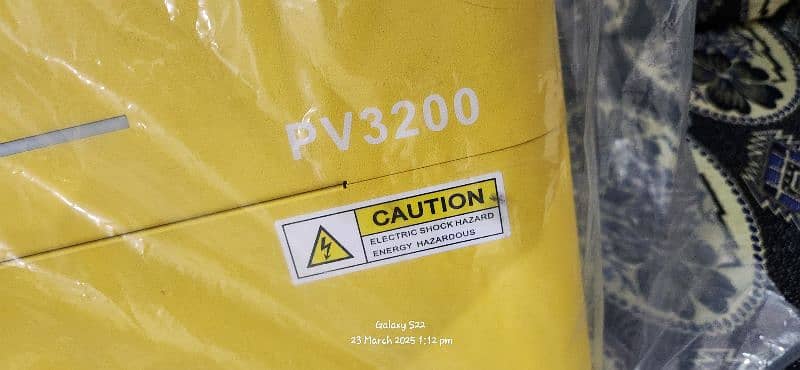 PV3200
CAUTION
ELECTRIC SHOCK HAZARD
ENERGY HAZARDOUS
Galaxy S22
23 March 2025 1:12 pm